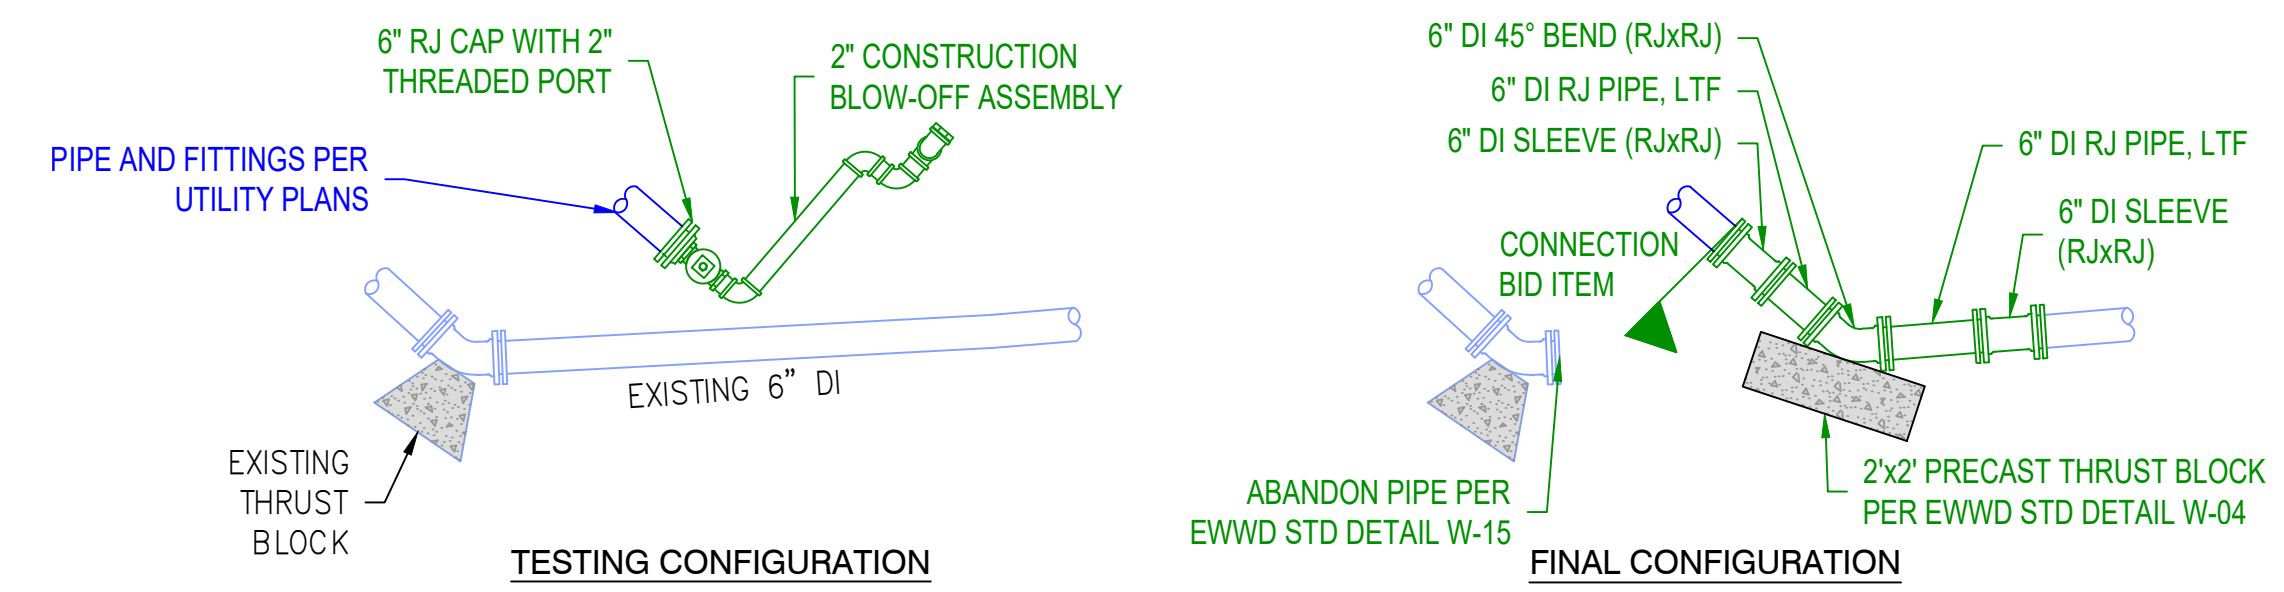 6" RJ CAP WITH 2"
THREADED PORT
2" CONSTRUCTION
BLOW-OFF ASSEMBLY
PIPE AND FITTINGS PER
UTILITY PLANS
EXISTING 6” DI
EXISTING
THRUST
BLOCK
TESTING CONFIGURATION
6" DI 45° BEND (RJxRJ)
6" DI RJ PIPE, LTF
6" DI SLEEVE (RJxRJ)
6" DI RJ PIPE, LTF
6" DI SLEEVE
(RJxRJ)
CONNECTION
BID ITEM
ABANDON PIPE PER
EWWD STD DETAIL W-15
2'x2' PRECAST THRUST BLOCK
PER EWWD STD DETAIL W-04
FINAL CONFIGURATION